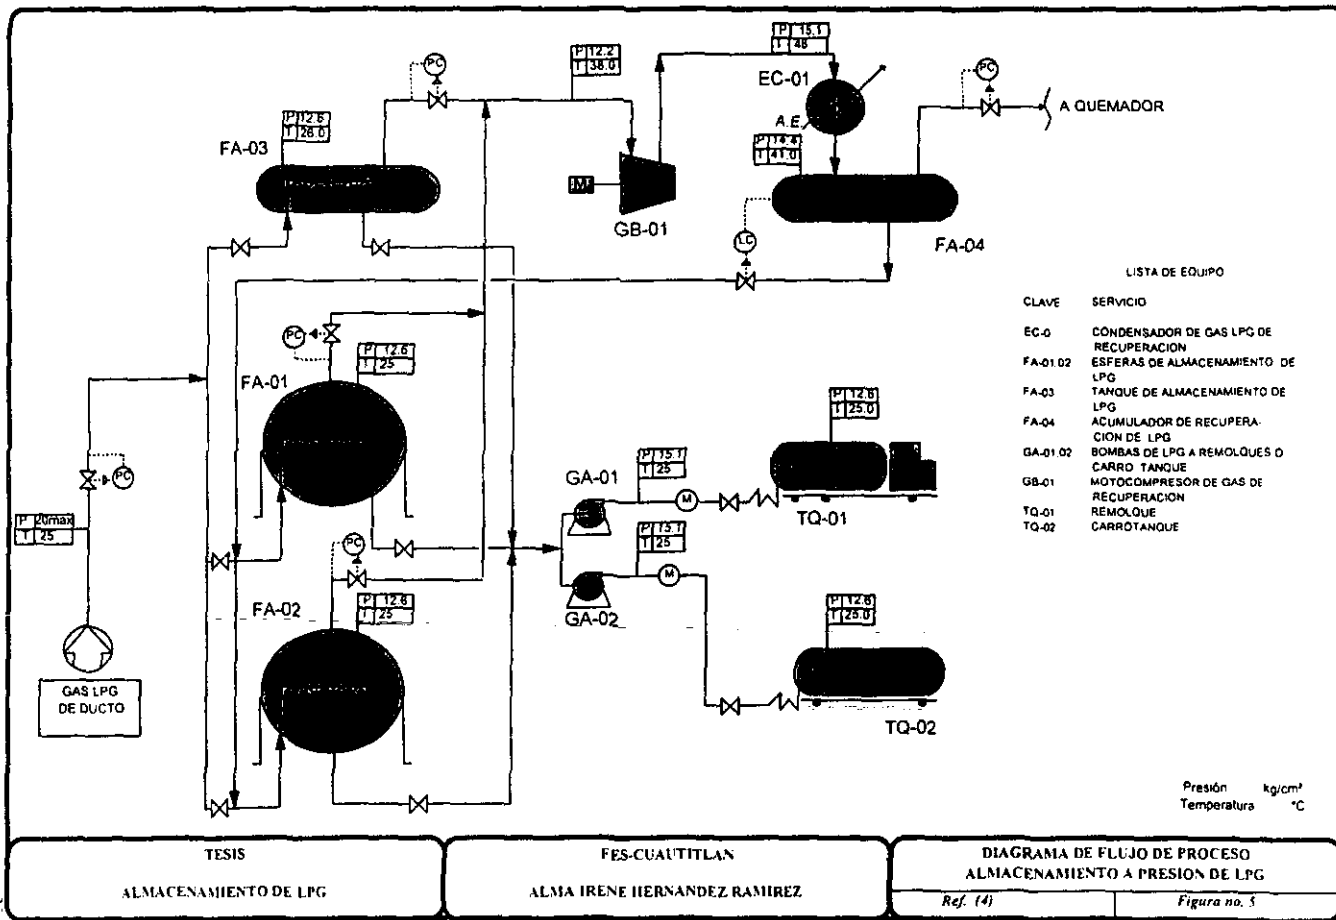 P 15.1
T 48
PC
P 12.2
T 38.0
EC-01
PC
A QUEMADOR
A.E.
P 12.6
T 26.0
FA-03
P 14.4
T 41.0
M
GB-01
LC
FA-04
LISTA DE EQUIPO
CLAVE SERVICIO
EC-0 CONDENSADOR DE GAS LPG DE
RECUPERACION
FA-01.02 ESFERAS DE ALMACENAMIENTO DE
LPG
FA-03 TANQUE DE ALMACENAMIENTO DE
LPG
FA-04 ACUMULADOR DE RECUPERA-
CION DE LPG
GA-01.02 BOMBAS DE LPG A REMOLQUES O
CARRO TANQUE
GB-01 MOTOCOMPRESOR DE GAS DE
RECUPERACION
TQ-01 REMOLQUE
TQ-02 CARROTANQUE
PC
P 12.6
T 25
FA-01
PC
P 20max
T 25
P 12.6
T 25.0
GA-01
P 15.1
T 25
M
TQ-01
P 15.1
T 25
M
GA-02
PC
FA-02
P 12.6
T 25
P 12.6
T 25.0
TQ-02
GAS LPG
DE DUCTO
Presión kg/cm²
Temperatura °C
TESIS
ALMACENAMIENTO DE LPG
FES-CUAUTITLAN
ALMA IRENE HERNANDEZ RAMIREZ
DIAGRAMA DE FLUJO DE PROCESO
ALMACENAMIENTO A PRESION DE LPG
Ref. (4) Figura no. 5